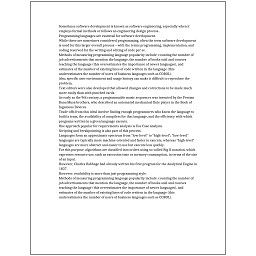 Sometimes software development is known as software engineering, especially when it
employs formal methods or follows an engineering design process.
Programming languages are essential for software development.
While these are sometimes considered programming, often the term software development
is used for this larger overall process – with the terms programming, implementation, and
coding reserved for the writing and editing of code per se.
Methods of measuring programming language popularity include: counting the number of
job advertisements that mention the language, the number of books sold and courses
teaching the language (this overestimates the importance of newer languages), and
estimates of the number of existing lines of code written in the language (this
underestimates the number of users of business languages such as COBOL).
Also, specific user environment and usage history can make it difficult to reproduce the
problem.
Text editors were also developed that allowed changes and corrections to be made much
more easily than with punched cards.
As early as the 9th century, a programmable music sequencer was invented by the Persian
Banu Musa brothers, who described an automated mechanical flute player in the Book of
Ingenious Devices.
Trade-offs from this ideal involve finding enough programmers who know the language to
build a team, the availability of compilers for that language, and the efficiency with which
programs written in a given language execute.
One approach popular for requirements analysis is Use Case analysis.
Scripting and breakpointing is also part of this process.
Languages form an approximate spectrum from "low-level" to "high-level"; "low-level"
languages are typically more machine-oriented and faster to execute, whereas "high-level"
languages are more abstract and easier to use but execute less quickly.
For this purpose, algorithms are classified into orders using so-called Big O notation, which
expresses resource use, such as execution time or memory consumption, in terms of the size
of an input.
However, Charles Babbage had already written his first program for the Analytical Engine in
1837.
However, readability is more than just programming style.
Methods of measuring programming language popularity include: counting the number of
job advertisements that mention the language, the number of books sold and courses
teaching the language (this overestimates the importance of newer languages), and
estimates of the number of existing lines of code written in the language (this
underestimates the number of users of business languages such as COBOL).